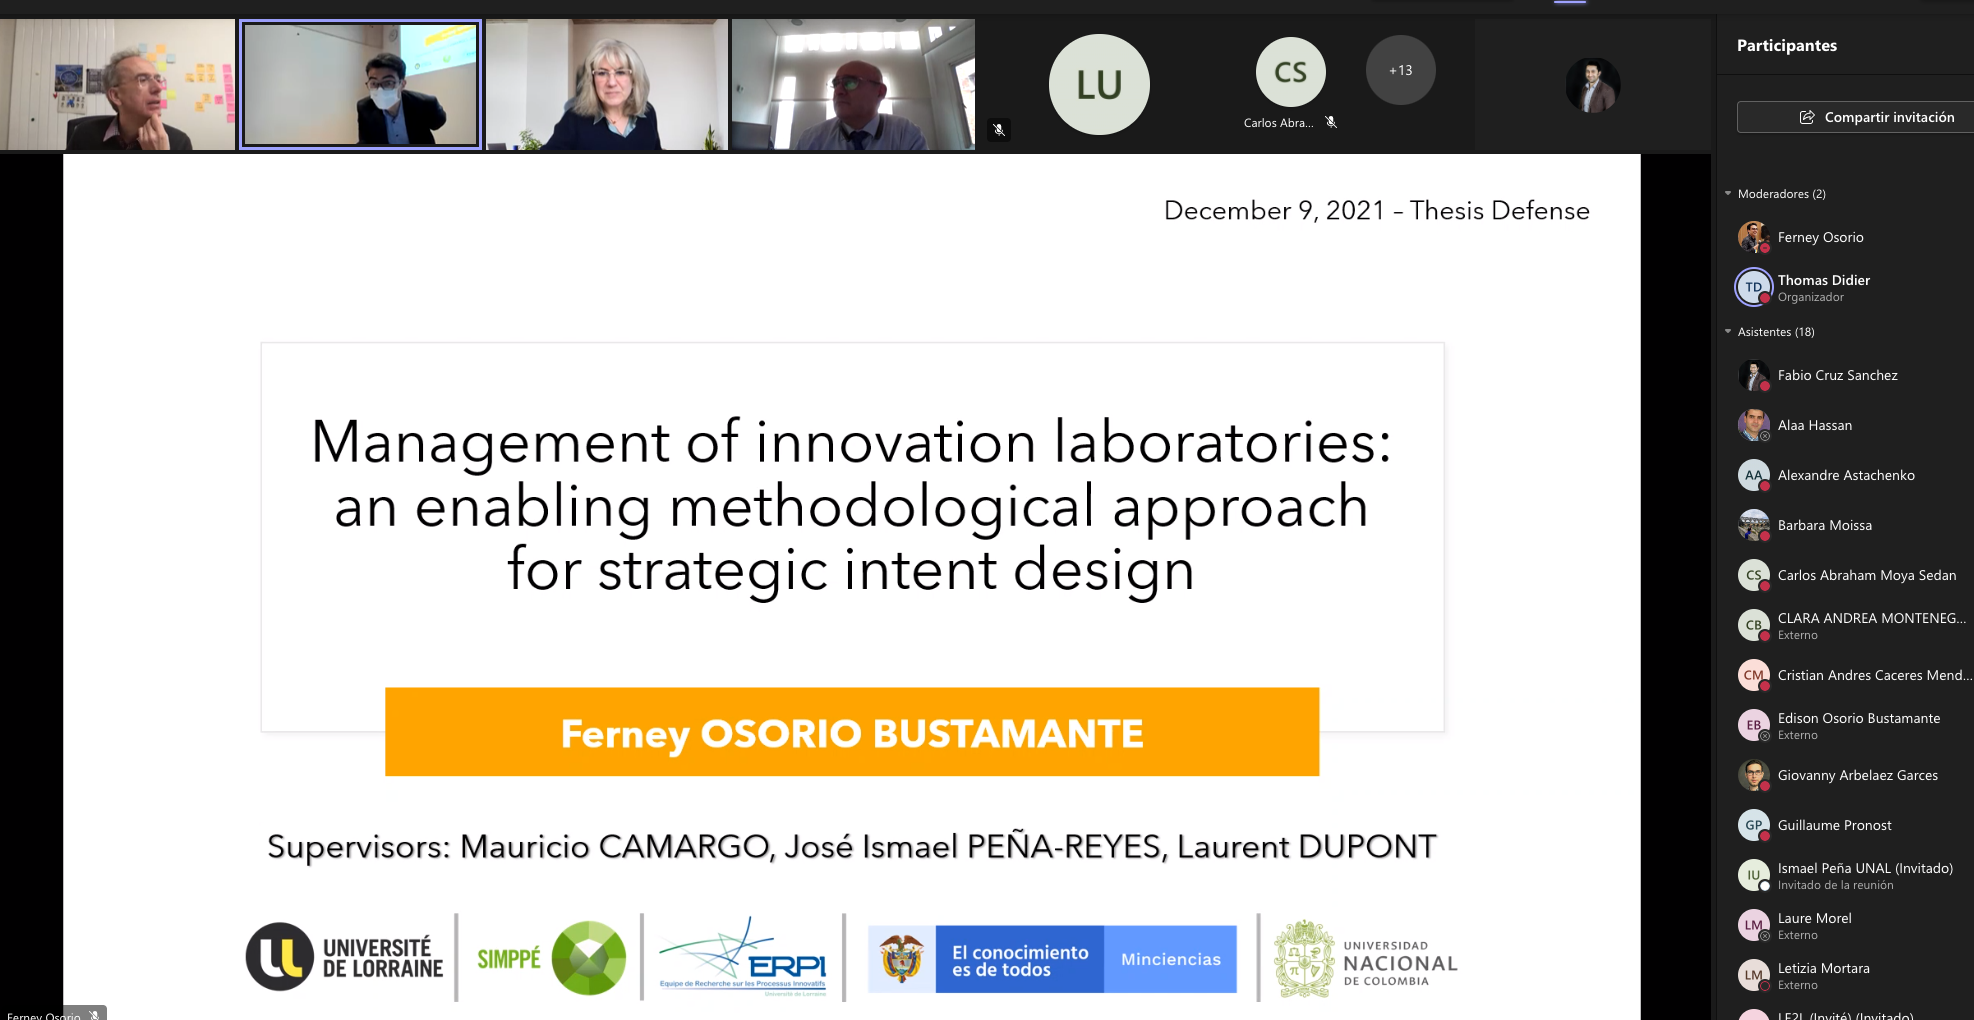 LU
CS
+13
Carlos Abra...
Participantes
Compartir invitación
Moderadores (2)
Ferney Osorio
TD
Thomas Didier
Organizador
Asistentes (18)
Fabio Cruz Sanchez
Alaa Hassan
AA
Alexandre Astachenko
Barbara Moissa
CS
Carlos Abraham Moya Sedan
CB
CLARA ANDREA MONTENEG...
Externo
CM
Cristian Andres Caceres Mend...
EB
Edison Osorio Bustamante
Externo
Giovanny Arbelaez Garces
GP
Guillaume Pronost
IU
Ismael Peña UNAL (Invitado)
Invitado de la reunión
LM
Laure Morel
Externo
LM
Letizia Mortara
Externo
LF2L (Invité) (Invitado)
December 9, 2021 – Thesis Defense
Management of innovation laboratories:
an enabling methodological approach
for strategic intent design
Ferney OSORIO BUSTAMANTE
Supervisors: Mauricio CAMARGO, José Ismael PEÑA-REYES, Laurent DUPONT
UNIVERSITÉ
DE LORRAINE
SIMPPÉ
ERPI
Equipe de Recherche sur les Processus Innovatifs
Université de Lorraine
El conocimiento
es de todos
Minciencias
UNIVERSIDAD
NACIONAL
DE COLOMBIA
Ferney Osorio